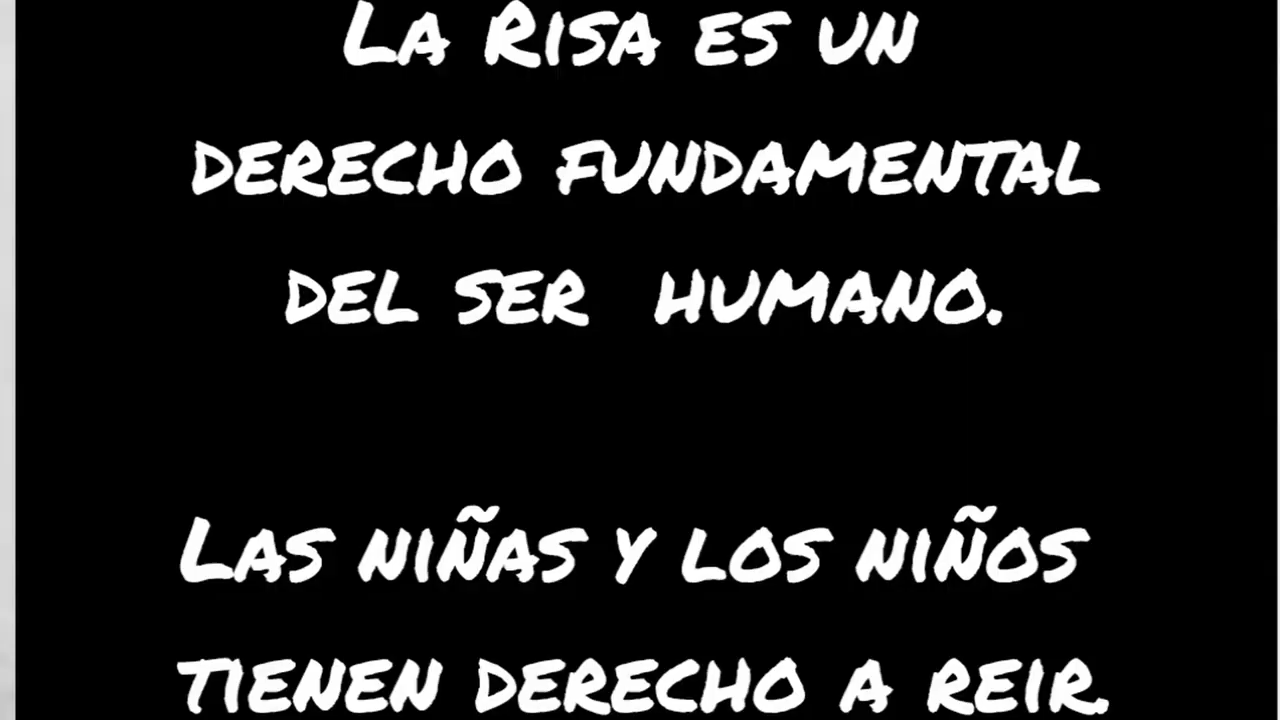 La Risa es un
derecho fundamental
del ser humano.
Las niñas y los niños
tienen derecho a reir.